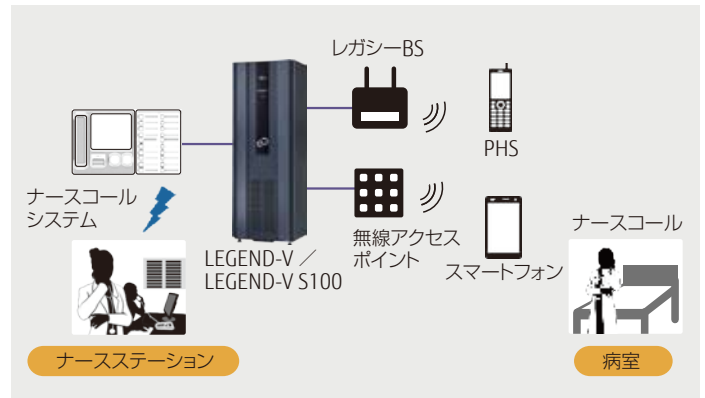 レガシーBS
PHS
ナースコール
システム
LEGEND-V ／
LEGEND-V S100
無線アクセス
ポイント
スマートフォン
ナースコール
ナースステーション
病室